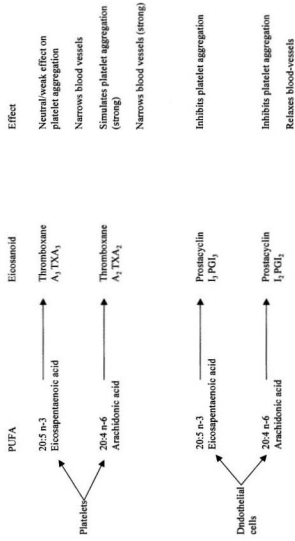 PUFA
Eicosanoid
Effect
Platelets
20:5 n-3
Eicosapentaenoic acid
Thromboxane
A₃ TXA₃
Neutral/weak effect on
platelet aggregation
Narrows blood vessels
20:4 n-6
Arachidonic acid
Thromboxane
A₂ TXA₂
Simulates platelet aggregation
(strong)
Narrows blood vessels (strong)
Dndothelial
cells
20:5 n-3
Eicosapentaenoic acid
Prostacyclin
I₃ PGI₃
Inhibits platelet aggregation
20:4 n-6
Arachidonic acid
Prostacyclin
I₂ PGI₂
Inhibits platelet aggregation
Relaxes blood-vessels